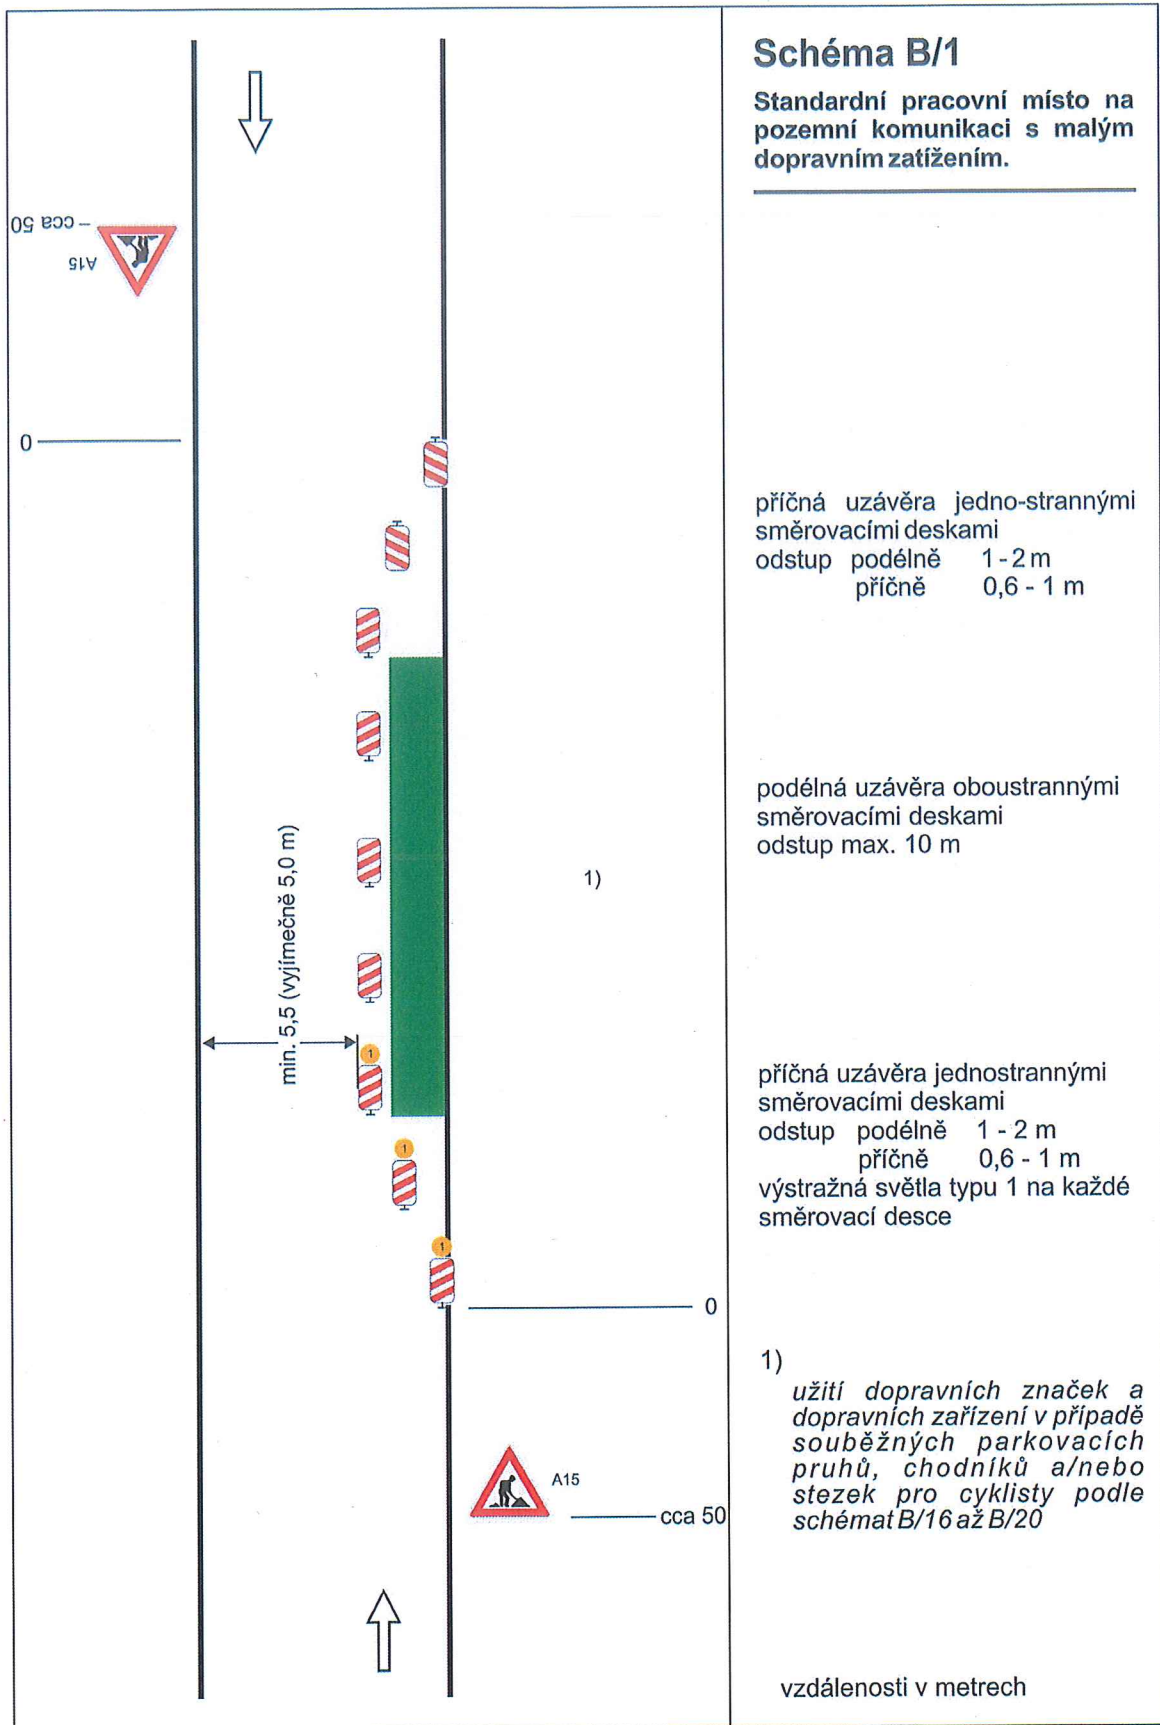 Schéma B/1
Standardní pracovní místo na
pozemní komunikaci s malým
dopravním zatížením.
cca 50
A15
0
příčná uzávěra jedno-strannými
směrovacími deskami
odstup podélně 1 - 2 m
příčně 0,6 - 1 m
podélná uzávěra oboustrannými
směrovacími deskami
odstup max. 10 m
min. 5,5 (vyjímečně 5,0 m)
1)
1
1
1
příčná uzávěra jednostrannými
směrovacími deskami
odstup podélně 1 - 2 m
příčně 0,6 - 1 m
výstražná světla typu 1 na každé
směrovací desce
0
A15
cca 50
1)
užití dopravních značek a
dopravních zařízení v případě
souběžných parkovacích
pruhů, chodníků a/nebo
stezek pro cyklisty podle
schémat B/16 až B/20
vzdálenosti v metrech